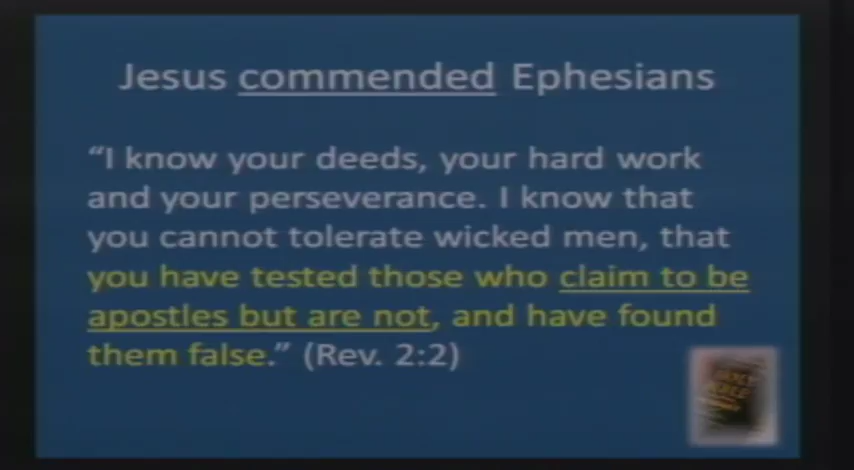 Jesus commended Ephesians
“I know your deeds, your hard work
and your perseverance. I know that
you cannot tolerate wicked men, that
you have tested those who claim to be
apostles but are not, and have found
them false.” (Rev. 2:2)